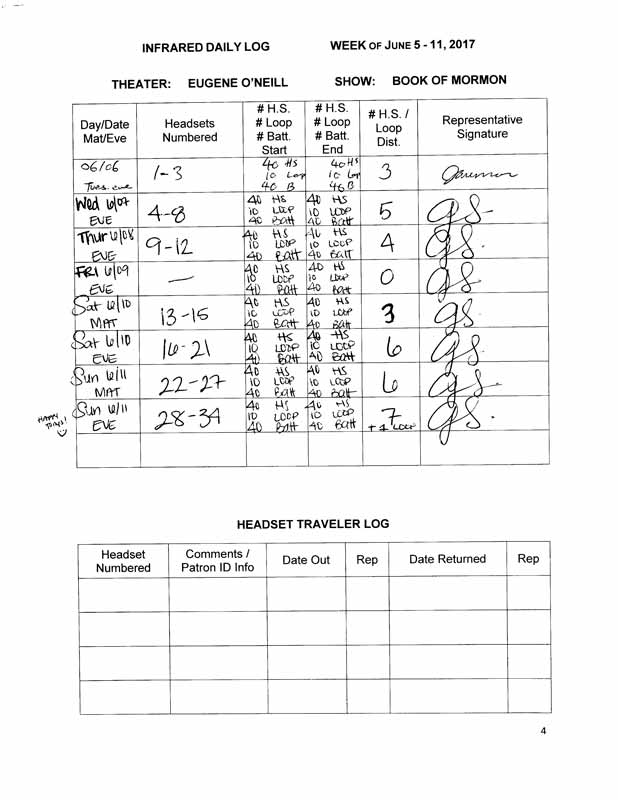 INFRARED DAILY LOG WEEK OF JUNE 5 - 11, 2017
THEATER: EUGENE O'NEILL SHOW: BOOK OF MORMON
Day/Date Mat/Eve Headsets Numbered # H.S. # Loop # Batt. Start # H.S. # Loop # Batt. End # H.S. / Loop Dist. Representative Signature
06/06 Tues. eve 1-3 40 HS 10 Loop 40 B 40 HS 10 Loop 40 B 3
Wed 6/07 EVE 4-8 40 HS 10 LOOP 40 Batt 40 HS 10 LOOP 40 Batt 5 GS.
Thur 6/08 EVE 9-12 40 HS 10 LOOP 40 Batt 40 HS 10 LOOP 40 Batt 4 GS.
FRI 6/09 EVE — 40 HS 10 LOOP 40 Batt 40 HS 10 LOOP 40 Batt 0 GS.
Sat 6/10 MAT 13-15 40 HS 10 LOOP 40 Batt 40 HS 10 LOOP 40 Batt 3 GS.
Sat 6/10 EVE 16-21 40 HS 10 LOOP 40 Batt 40 HS 10 LOOP 40 Batt 6 GS.
Sun 6/11 MAT 22-27 40 HS 10 LOOP 40 Batt 40 HS 10 LOOP 40 Batt 6 GS.
HAPPY TONYS! Sun 6/11 EVE 28-34 40 HS 10 LOOP 40 Batt 40 HS 10 LOOP 40 Batt 7 + 1 LOOP GS.
HEADSET TRAVELER LOG
Headset Numbered Comments / Patron ID Info Date Out Rep Date Returned Rep
4